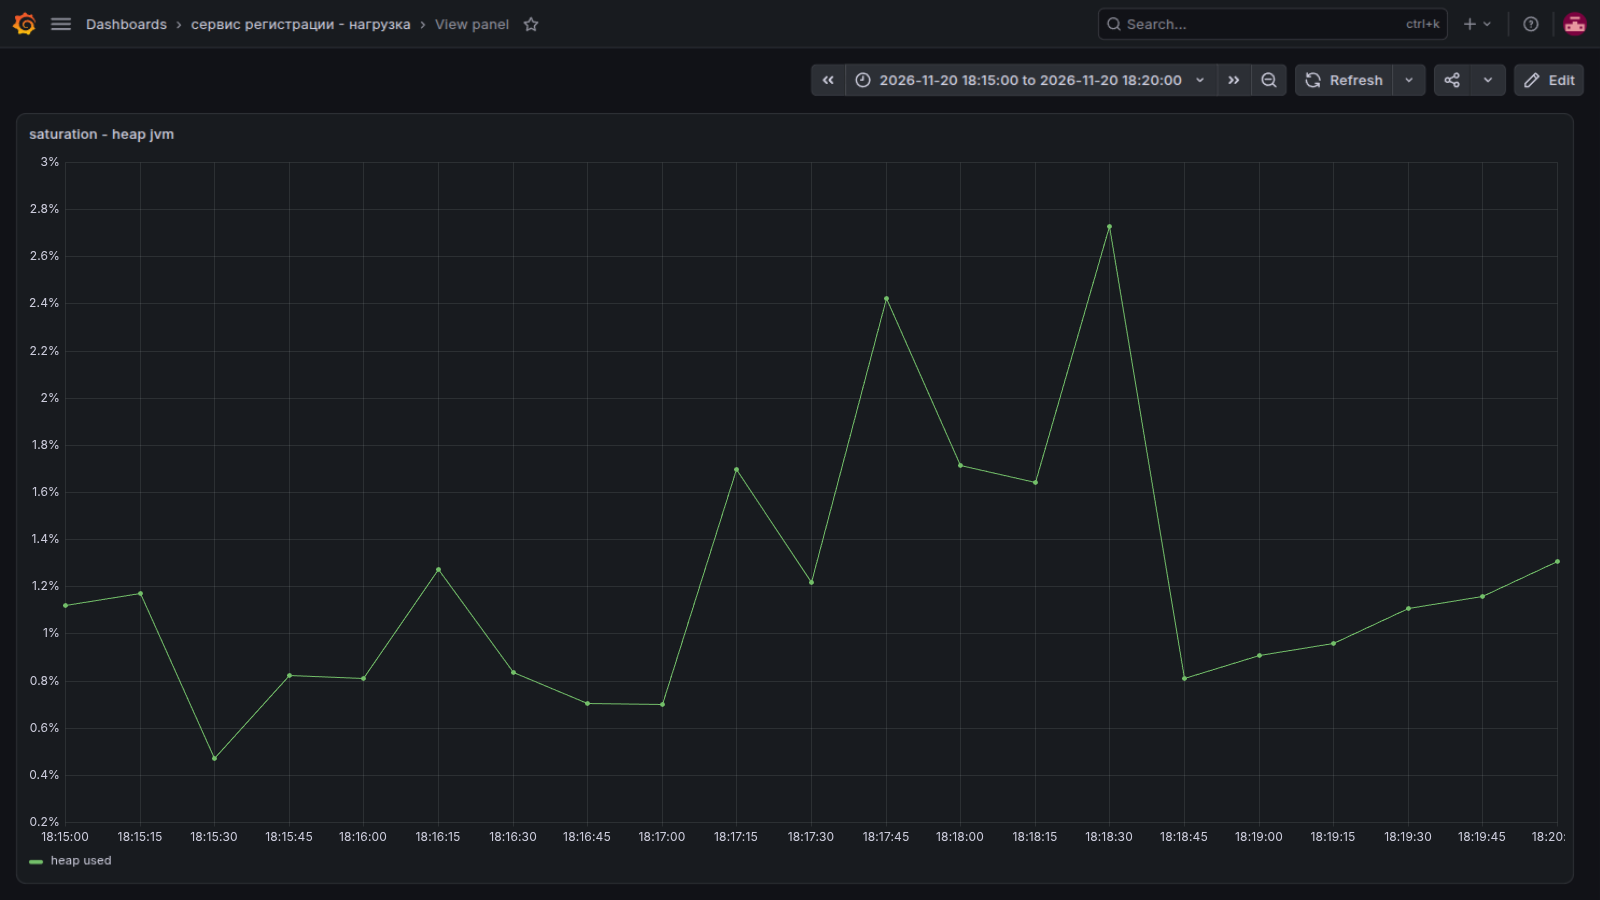 Dashboards › сервис регистрации - нагрузка › View panel
Search... ctrl+k
2026-11-20 18:15:00 to 2026-11-20 18:20:00 Refresh Edit
saturation - heap jvm
3%
2.8%
2.6%
2.4%
2.2%
2%
1.8%
1.6%
1.4%
1.2%
1%
0.8%
0.6%
0.4%
0.2%
18:15:00 18:15:15 18:15:30 18:15:45 18:16:00 18:16:15 18:16:30 18:16:45 18:17:00 18:17:15 18:17:30 18:17:45 18:18:00 18:18:15 18:18:30 18:18:45 18:19:00 18:19:15 18:19:30 18:19:45 18:20:
heap used